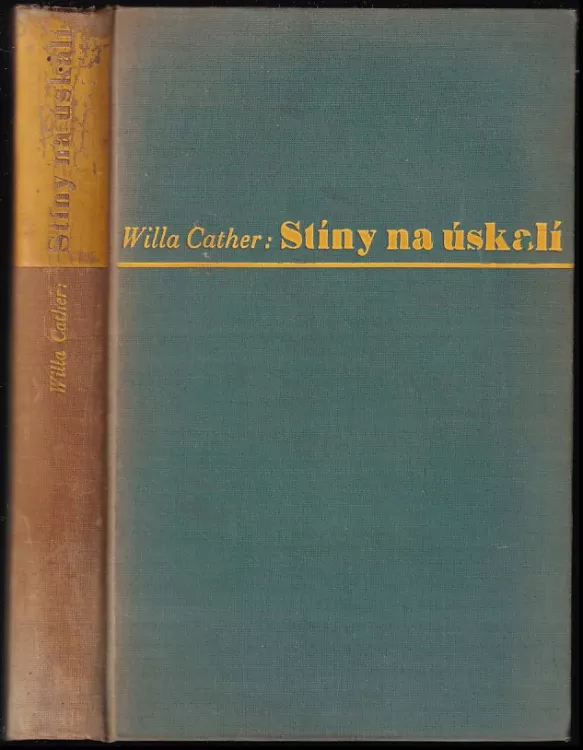 Willa Cather: Stíny na úskalí
Willa Cather:
Stíny na úskalí